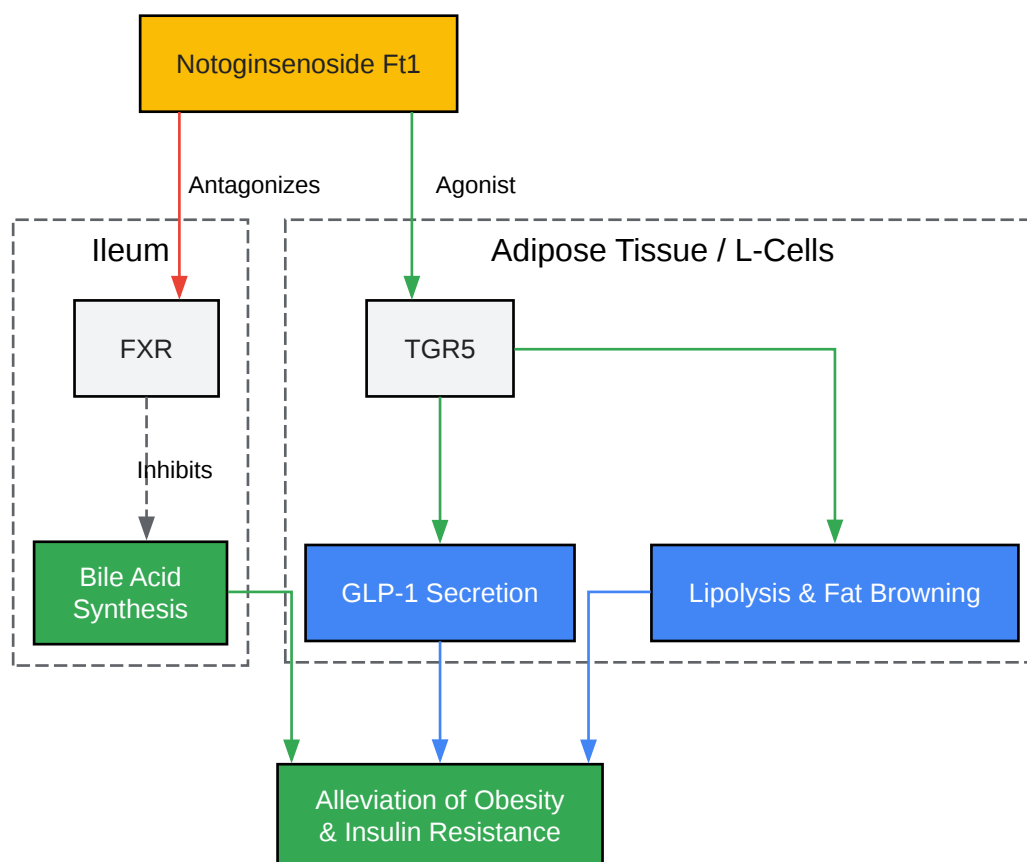 Notoginsenoside Ft1
Antagonizes
Agonist
Ileum
Adipose Tissue / L-Cells
FXR
TGR5
Inhibits
Bile Acid
Synthesis
GLP-1 Secretion
Lipolysis & Fat Browning
Alleviation of Obesity
& Insulin Resistance